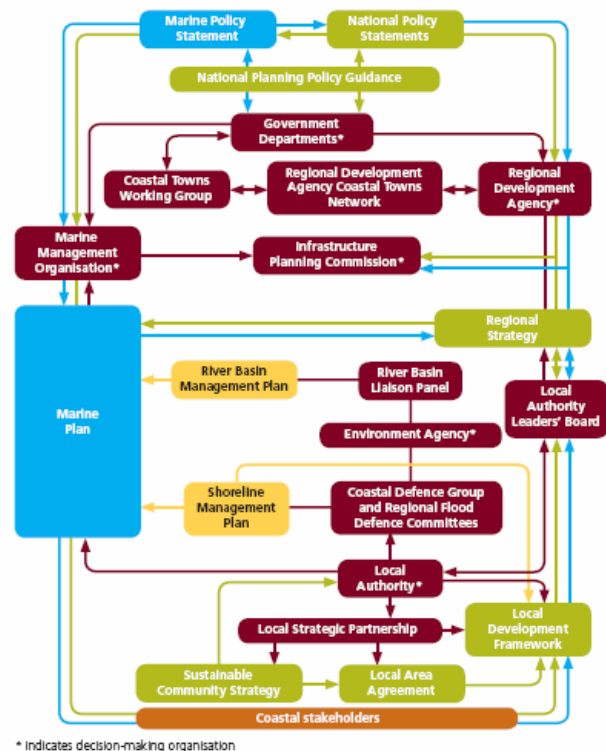 Marine Policy
Statement
National Policy
Statements
National Planning Policy Guidance
Government
Departments*
Coastal Towns
Working Group
Regional Development
Agency Coastal Towns
Network
Regional
Development
Agency*
Marine
Management
Organisation*
Infrastructure
Planning Commission*
Regional
Strategy
River Basin
Management Plan
River Basin
Liaison Panel
Marine
Plan
Local
Authority
Leaders' Board
Environment Agency*
Shoreline
Management
Plan
Coastal Defence Group
and Regional Flood
Defence Committees
Local
Authority*
Local Strategic Partnership
Local
Development
Framework
Sustainable
Community Strategy
Local Area
Agreement
Coastal stakeholders
* Indicates decision-making organisation